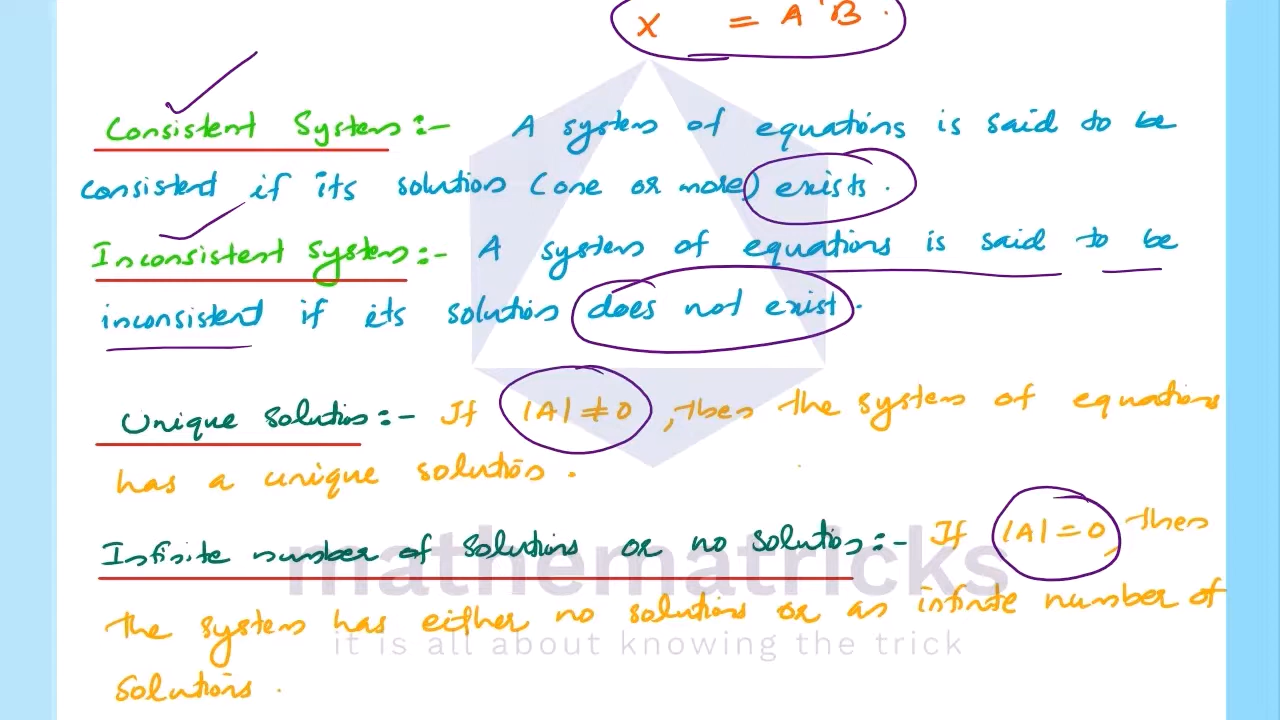 X = A⁻¹B.
Consistent System:- A system of equations is said to be
consistent if its solution (one or more) exists.
Inconsistent system:- A system of equations is said to be
inconsistent if its solution does not exist.
Unique solution:- If |A| ≠ 0, then the system of equations
has a unique solution.
Infinite number of solutions or no solution:- If |A| = 0, then
the system has either no solutions or an infinite number of
solutions.
mathematricks
it is all about knowing the trick